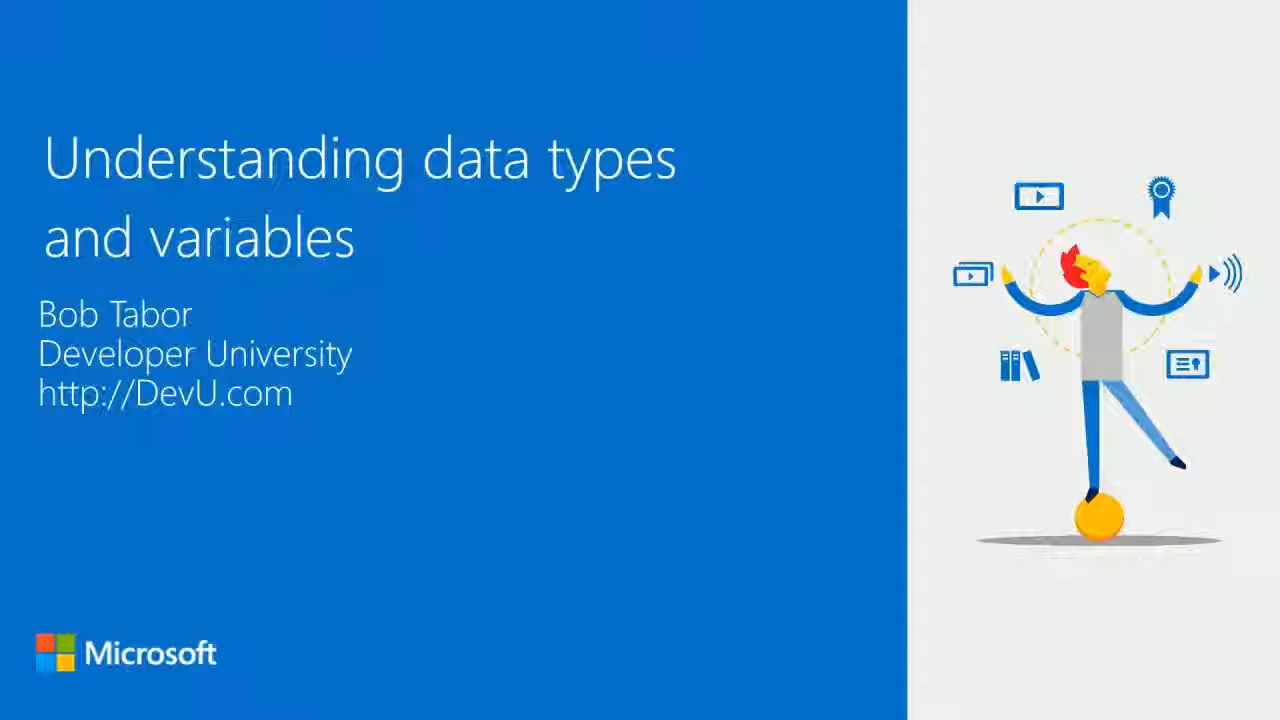 Understanding data types
and variables
Bob Tabor
Developer University
http://DevU.com
Microsoft